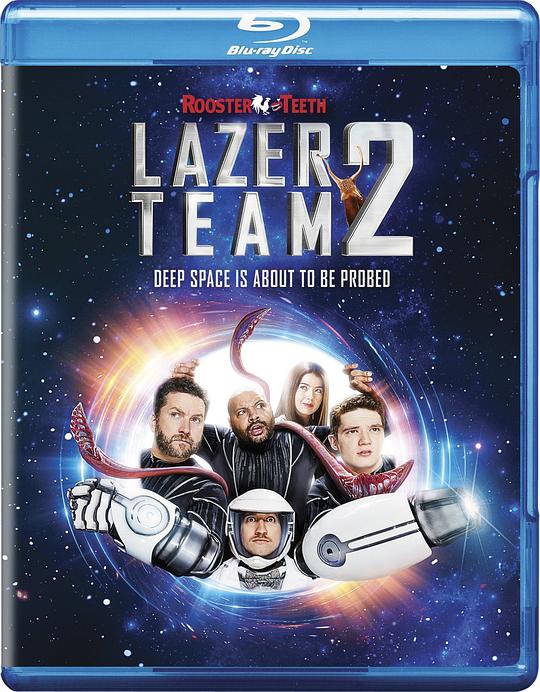 Blu-ray Disc
ROOSTER TEETH
LAZER
TEAM 2
DEEP SPACE IS ABOUT TO BE PROBED